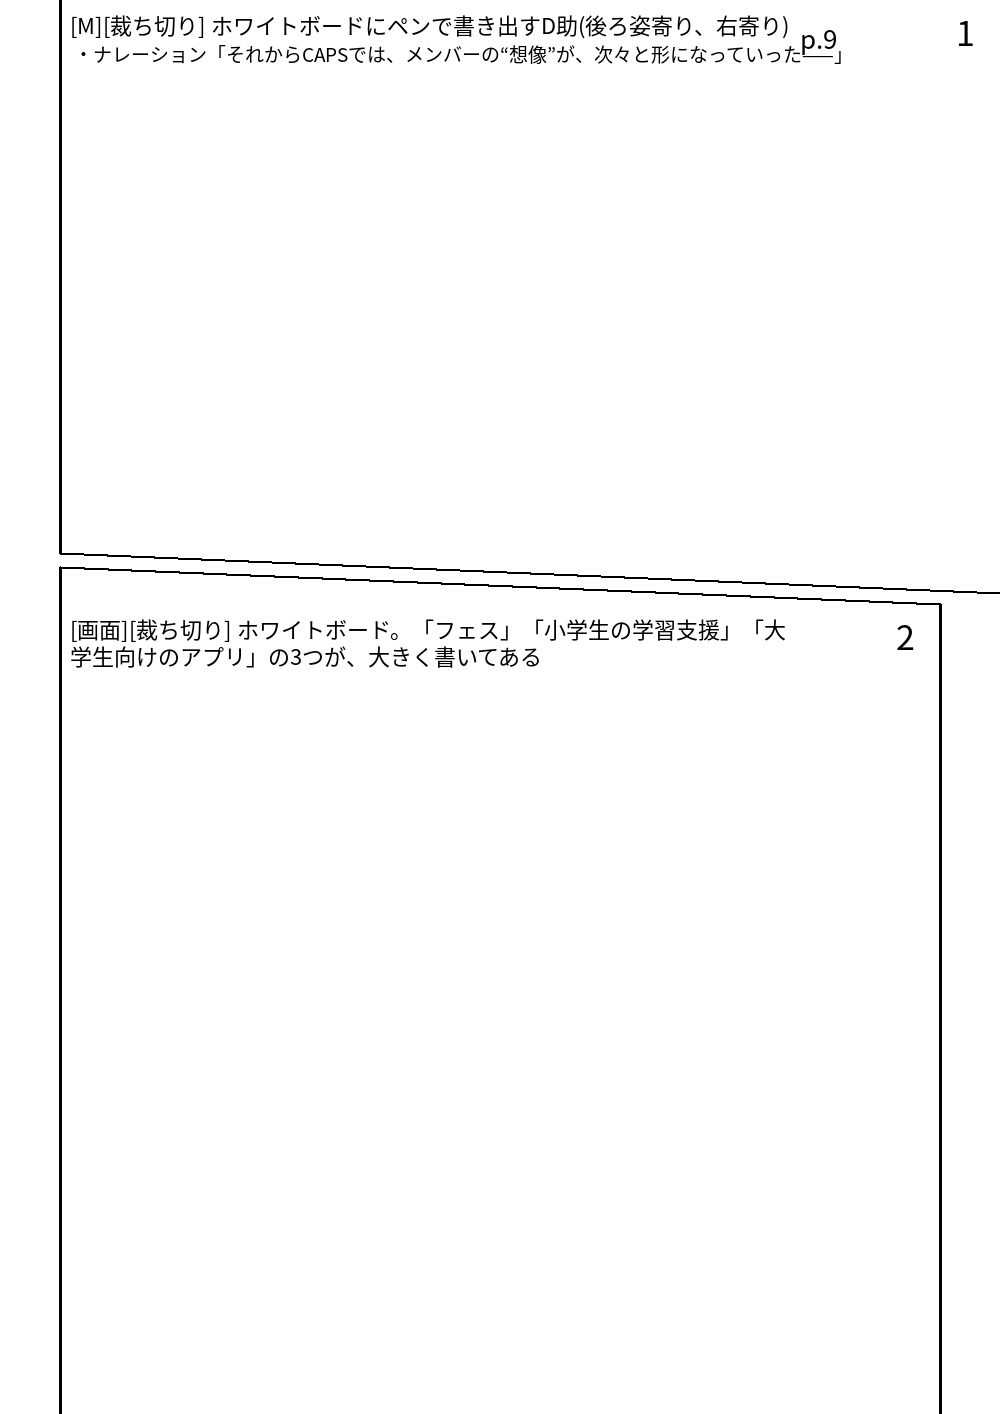 [M][裁ち切り] ホワイトボードにペンで書き出すD助(後ろ姿寄り、右寄り)
p.9
1
・ナレーション「それからCAPSでは、メンバーの“想像”が、次々と形になっていった――」
[画面][裁ち切り] ホワイトボード。「フェス」「小学生の学習支援」「大
2
学生向けのアプリ」の3つが、大きく書いてある